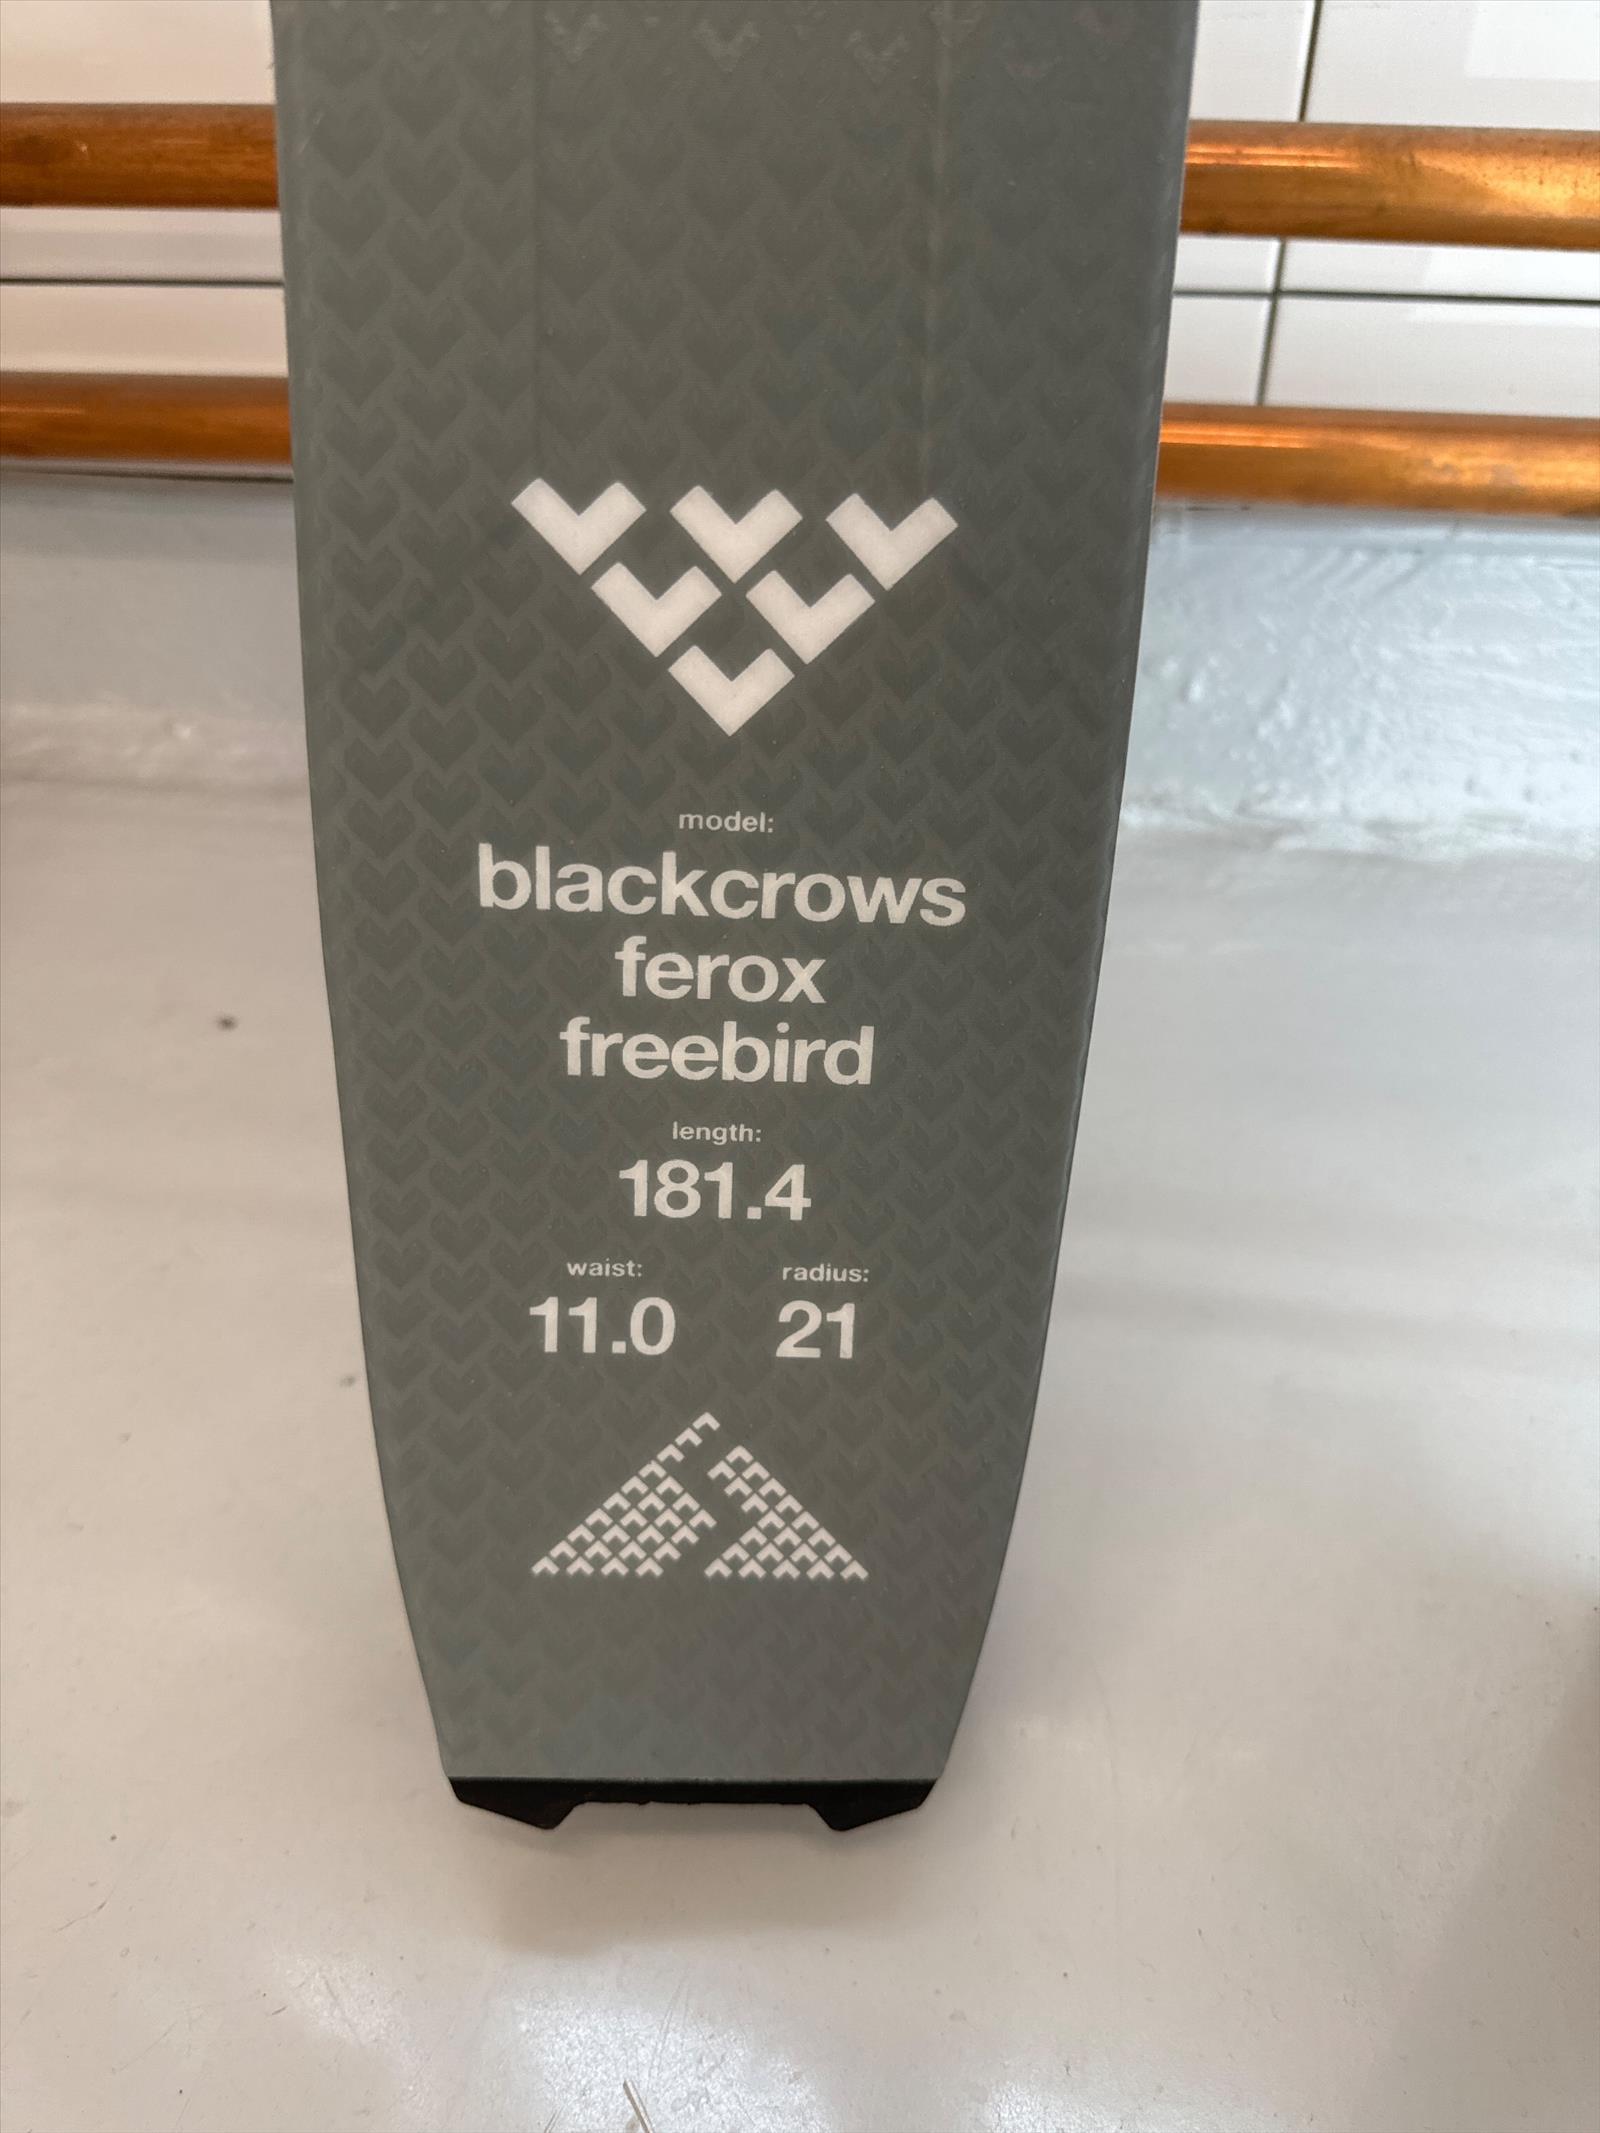 model:
blackcrows
ferox
freebird
length:
181.4
waist: radius:
11.0 21